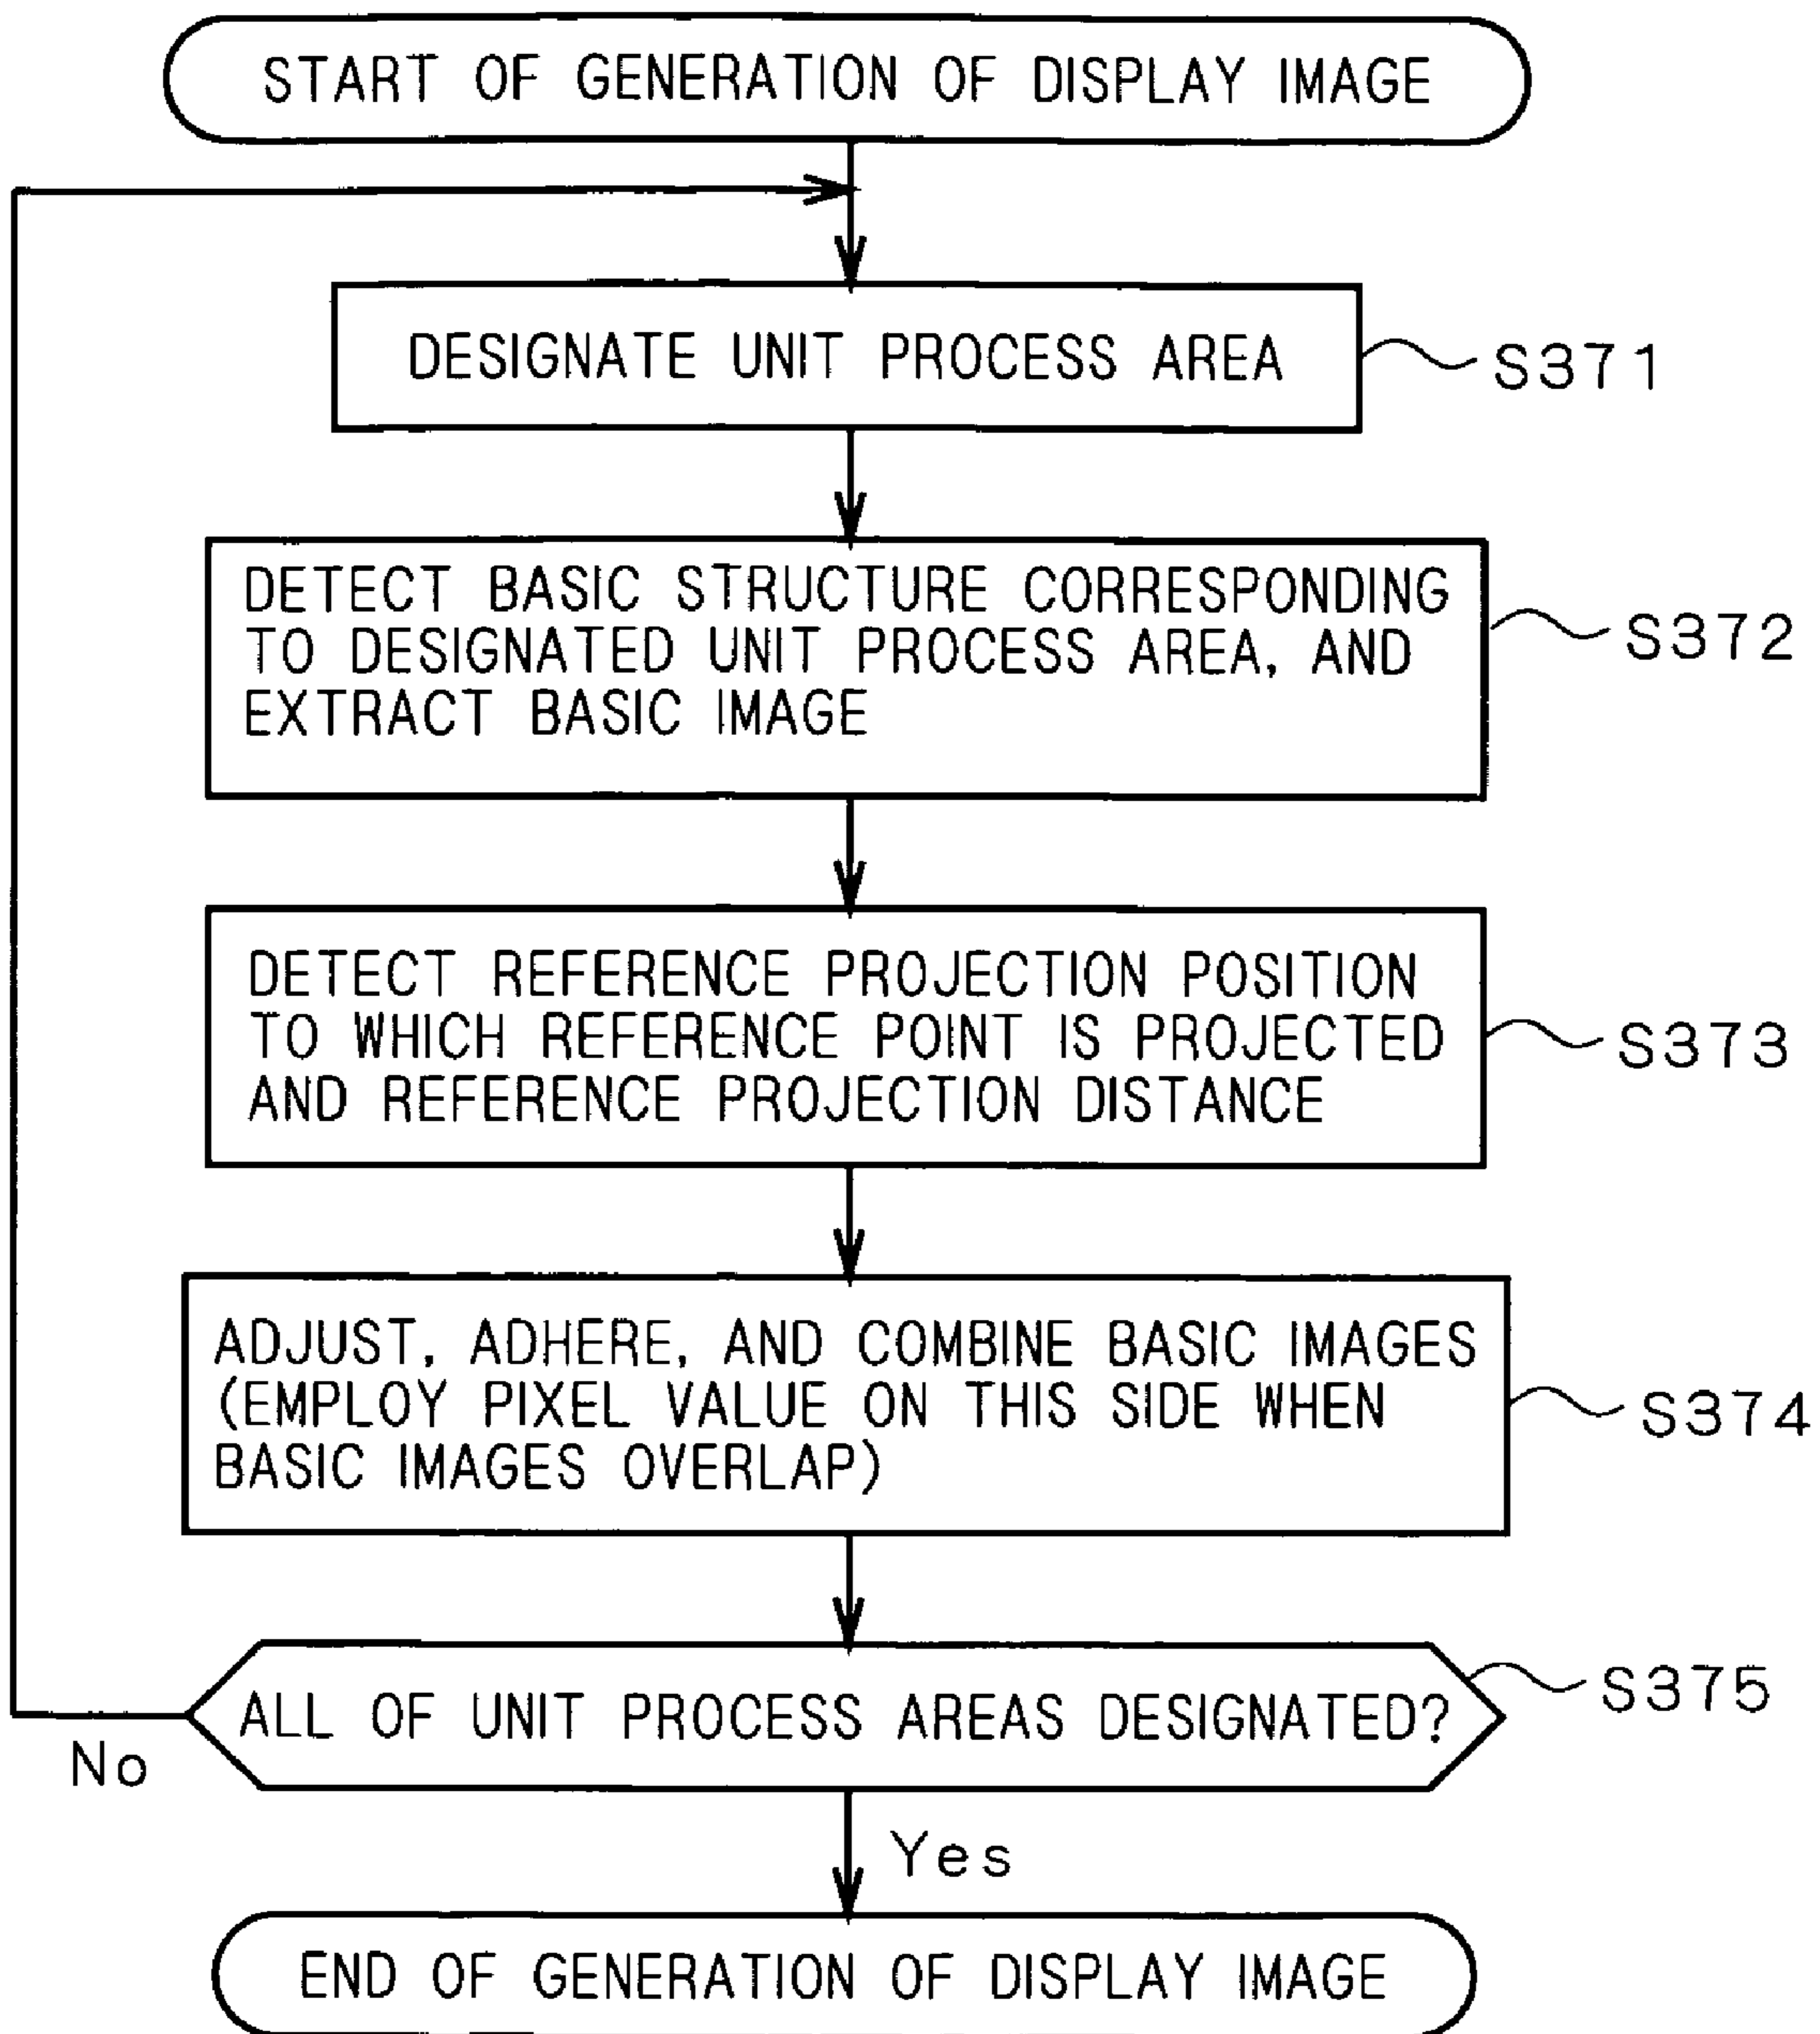 START OF GENERATION OF DISPLAY IMAGE
DESIGNATE UNIT PROCESS AREA
S371
DETECT BASIC STRUCTURE CORRESPONDING
TO DESIGNATED UNIT PROCESS AREA, AND
EXTRACT BASIC IMAGE
S372
DETECT REFERENCE PROJECTION POSITION
TO WHICH REFERENCE POINT IS PROJECTED
AND REFERENCE PROJECTION DISTANCE
S373
ADJUST, ADHERE, AND COMBINE BASIC IMAGES
(EMPLOY PIXEL VALUE ON THIS SIDE WHEN
BASIC IMAGES OVERLAP)
S374
ALL OF UNIT PROCESS AREAS DESIGNATED?
S375
No
Yes
END OF GENERATION OF DISPLAY IMAGE